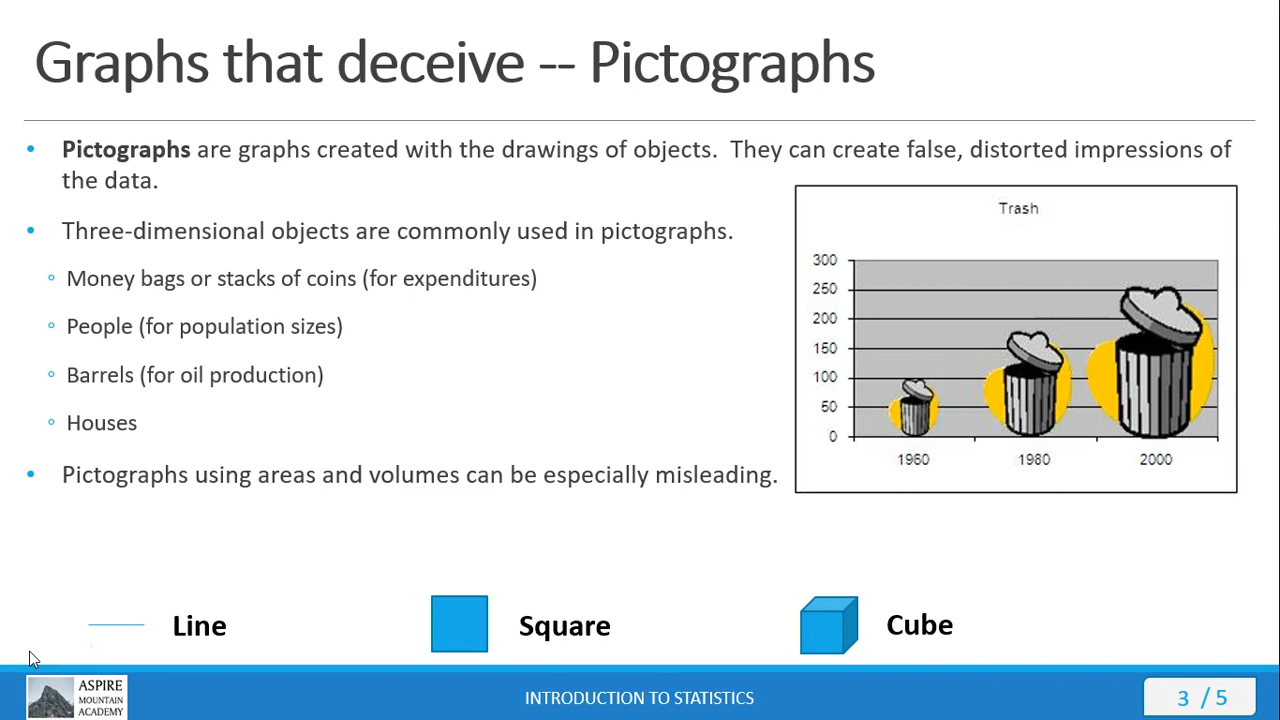 Graphs that deceive -- Pictographs
• Pictographs are graphs created with the drawings of objects. They can create false, distorted impressions of
the data.
• Three-dimensional objects are commonly used in pictographs.
◦ Money bags or stacks of coins (for expenditures)
◦ People (for population sizes)
◦ Barrels (for oil production)
◦ Houses
• Pictographs using areas and volumes can be especially misleading.
Trash
300
250
200
150
100
50
0
1960 1980 2000
Line Square Cube
ASPIRE
MOUNTAIN
ACADEMY
INTRODUCTION TO STATISTICS
3 / 5